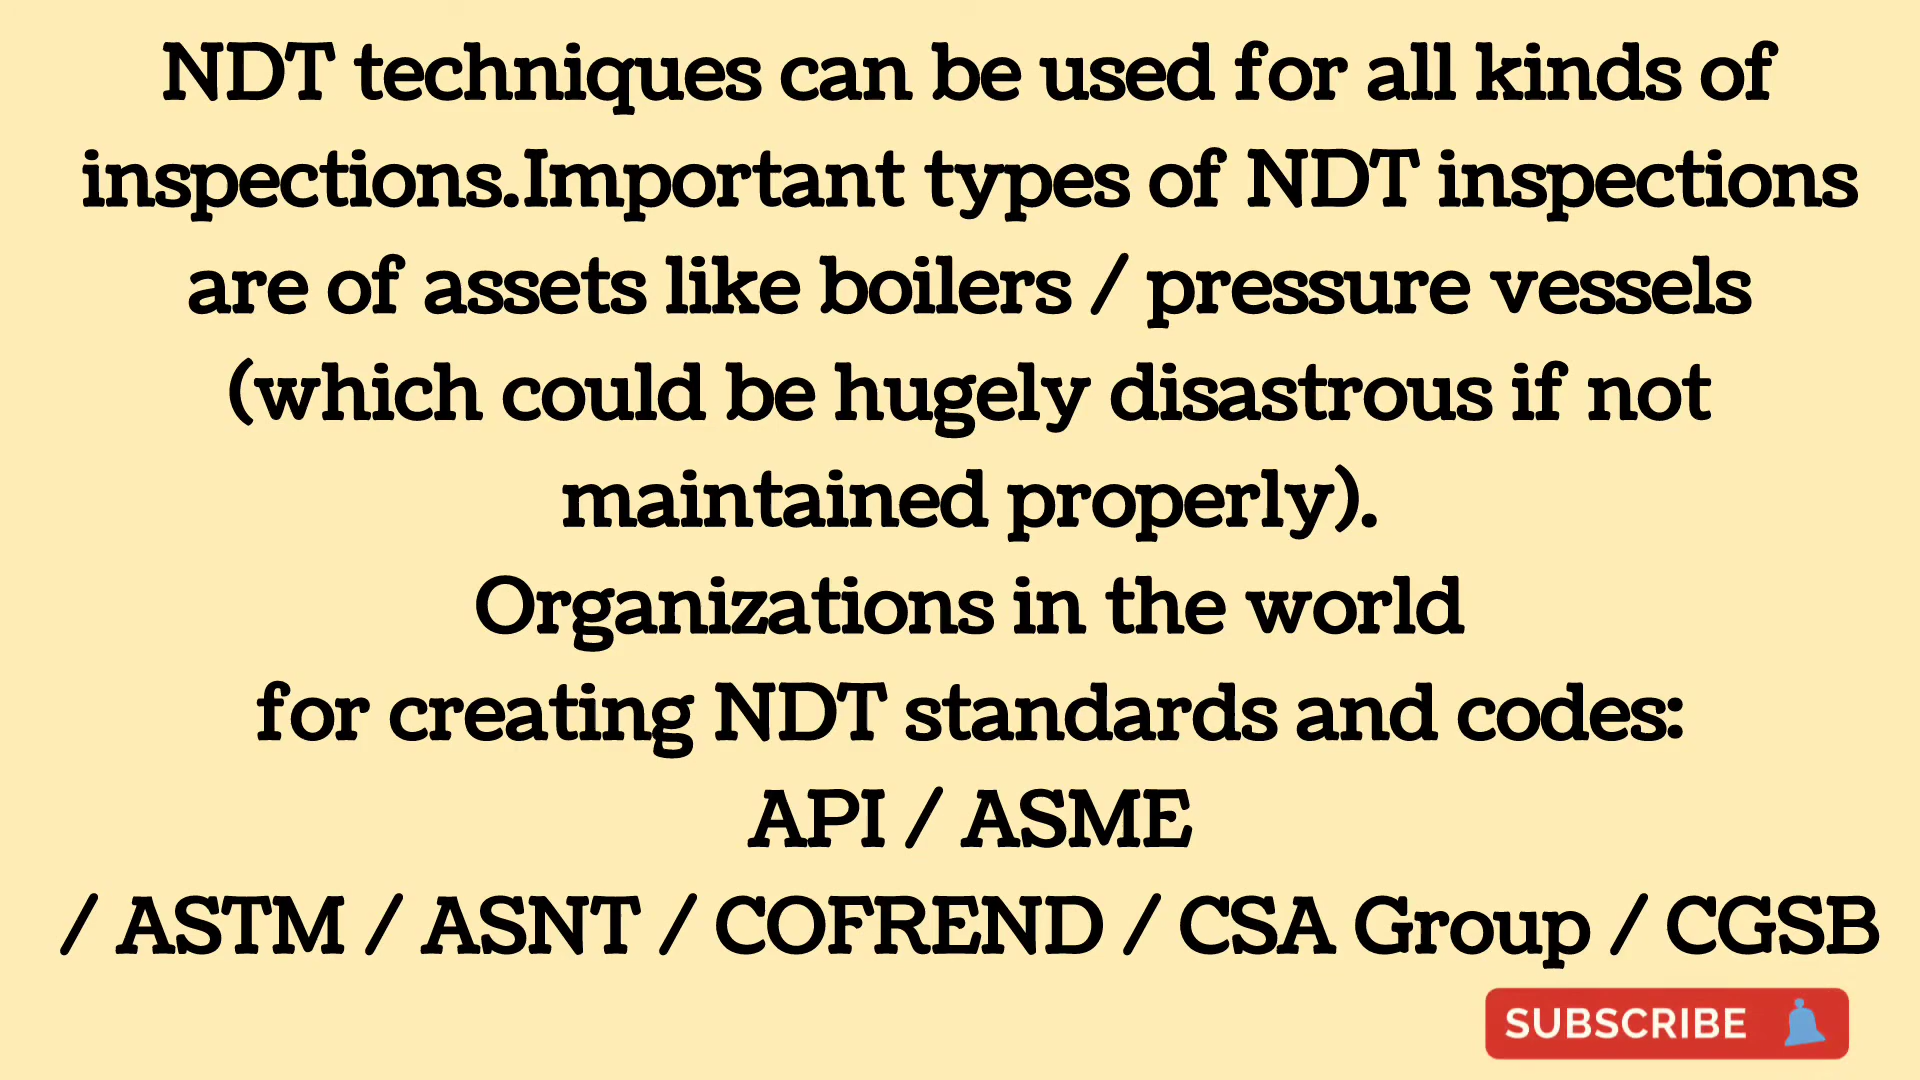 NDT techniques can be used for all kinds of
inspections.Important types of NDT inspections
are of assets like boilers / pressure vessels
(which could be hugely disastrous if not
maintained properly).
Organizations in the world
for creating NDT standards and codes:
API / ASME
/ ASTM / ASNT / COFREND / CSA Group / CGSB
SUBSCRIBE